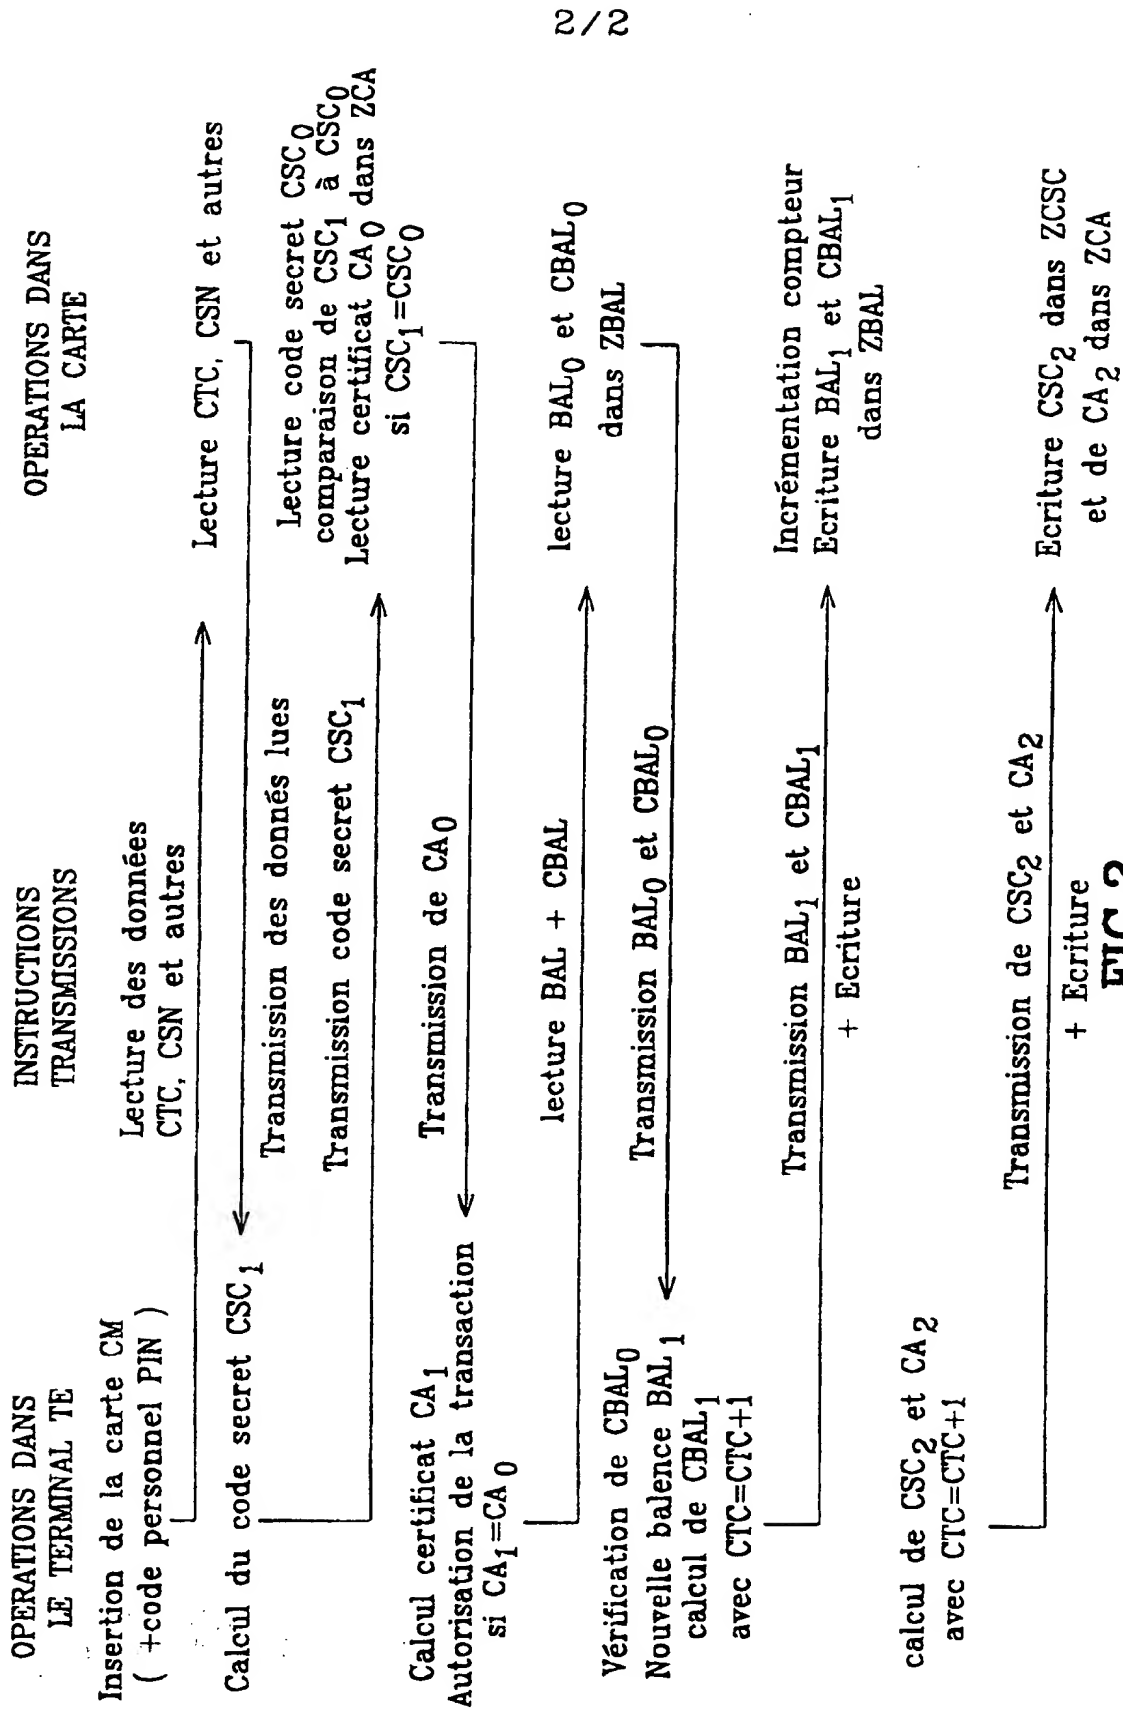 2/2
OPERATIONS DANS
LE TERMINAL TE
INSTRUCTIONS
TRANSMISSIONS
OPERATIONS DANS
LA CARTE
Insertion de la carte CM
( +code personnel PIN )
Lecture des données
CTC, CSN et autres
Lecture CTC, CSN et autres
Calcul du code secret CSC1
Transmission des donnés lues
Transmission code secret CSC1
Lecture code secret CSC0
comparaison de CSC1 à CSC0
Lecture certificat CA0 dans ZCA
si CSC1=CSC0
Calcul certificat CA1
Autorisation de la transaction
si CA1=CA0
Transmission de CA0
lecture BAL + CBAL
lecture BAL0 et CBAL0
dans ZBAL
Vérification de CBAL0
Nouvelle balence BAL1
calcul de CBAL1
avec CTC=CTC+1
Transmission BAL0 et CBAL0
Transmission BAL1 et CBAL1
+ Ecriture
Incrémentation compteur
Ecriture BAL1 et CBAL1
dans ZBAL
calcul de CSC2 et CA2
avec CTC=CTC+1
Transmission de CSC2 et CA2
+ Ecriture
Ecriture CSC2 dans ZCSC
et de CA2 dans ZCA
FIG.2